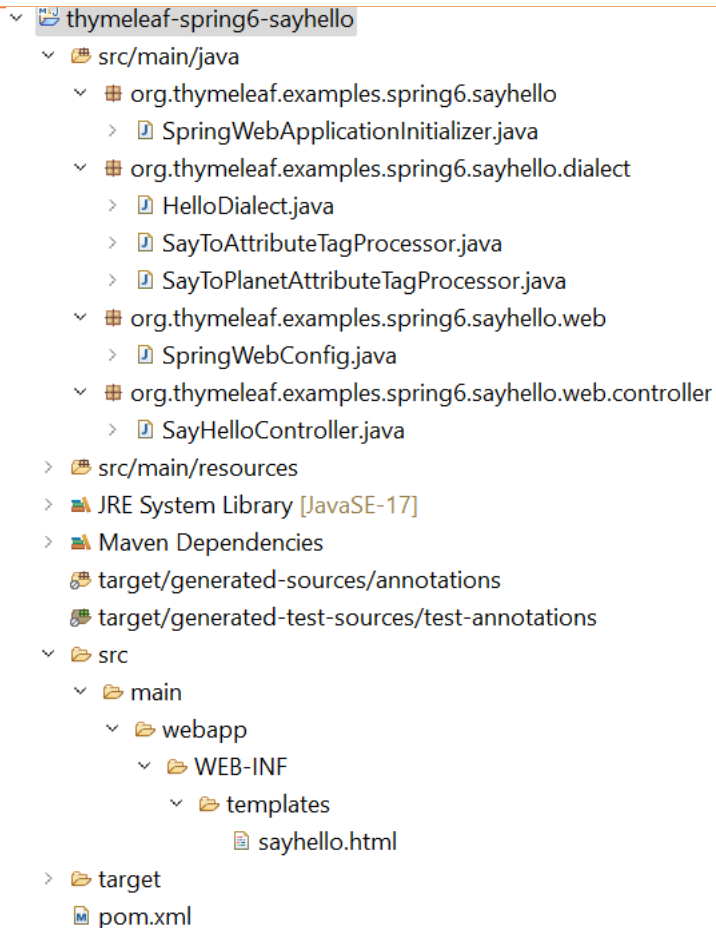 thymeleaf-spring6-sayhello
src/main/java
org.thymeleaf.examples.spring6.sayhello
SpringWebApplicationInitializer.java
org.thymeleaf.examples.spring6.sayhello.dialect
HelloDialect.java
SayToAttributeTagProcessor.java
SayToPlanetAttributeTagProcessor.java
org.thymeleaf.examples.spring6.sayhello.web
SpringWebConfig.java
org.thymeleaf.examples.spring6.sayhello.web.controller
SayHelloController.java
src/main/resources
JRE System Library [JavaSE-17]
Maven Dependencies
target/generated-sources/annotations
target/generated-test-sources/test-annotations
src
main
webapp
WEB-INF
templates
sayhello.html
target
pom.xml